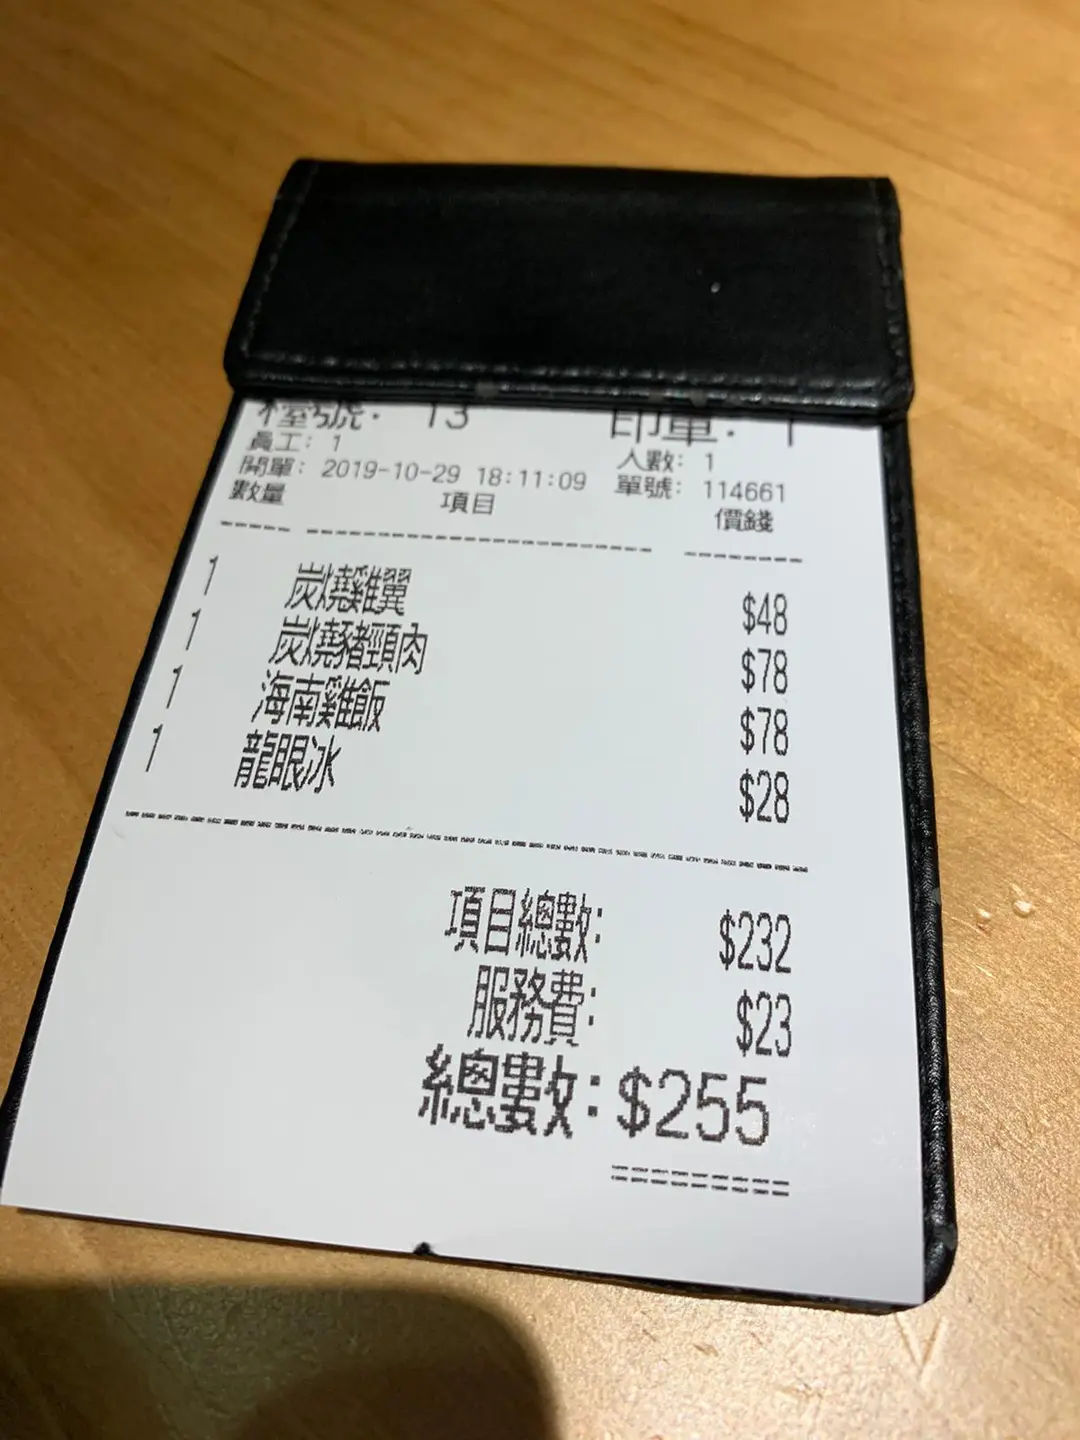 檯號: 13 印單: 1
員工: 1 人數: 1
開單: 2019-10-29 18:11:09 單號: 114661
數量 項目 價錢
1 炭燒雞翼 $48
1 炭燒豬頸肉 $78
1 海南雞飯 $78
1 龍眼冰 $28
項目總數: $232
服務費: $23
總數: $255